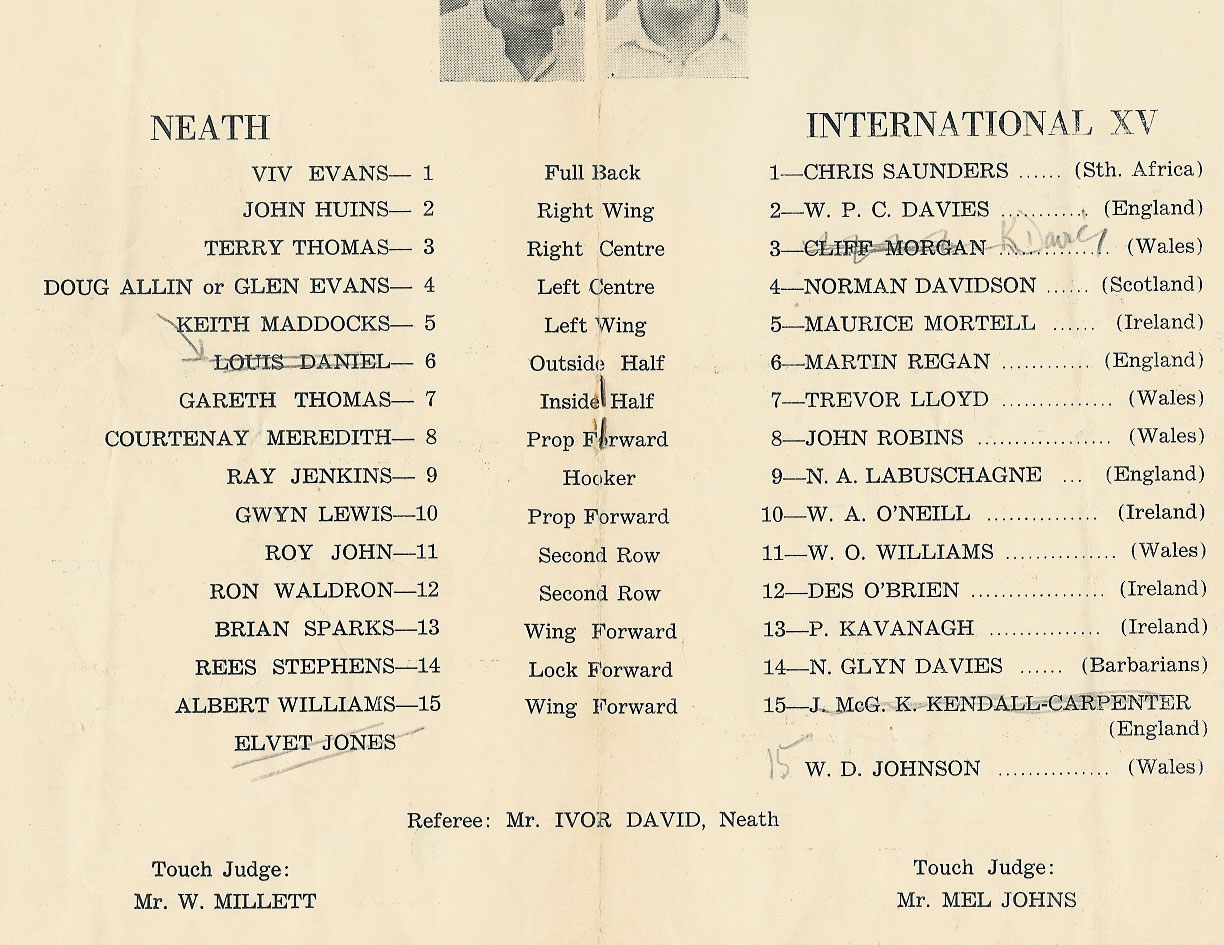 NEATH INTERNATIONAL XV
VIV EVANS— 1 Full Back 1—CHRIS SAUNDERS ...... (Sth. Africa)
JOHN HUINS— 2 Right Wing 2—W. P. C. DAVIES ............ (England)
TERRY THOMAS— 3 Right Centre 3—CLIFF MORGAN K Davies ............... (Wales)
DOUG ALLIN or GLEN EVANS— 4 Left Centre 4—NORMAN DAVIDSON ...... (Scotland)
KEITH MADDOCKS— 5 Left Wing 5—MAURICE MORTELL ...... (Ireland)
LOUIS DANIEL— 6 Outside Half 6—MARTIN REGAN ............ (England)
GARETH THOMAS— 7 Inside Half 7—TREVOR LLOYD ............... (Wales)
COURTENAY MEREDITH— 8 Prop Forward 8—JOHN ROBINS .................. (Wales)
RAY JENKINS— 9 Hooker 9—N. A. LABUSCHAGNE ... (England)
GWYN LEWIS—10 Prop Forward 10—W. A. O'NEILL ............... (Ireland)
ROY JOHN—11 Second Row 11—W. O. WILLIAMS ............... (Wales)
RON WALDRON—12 Second Row 12—DES O'BRIEN .................. (Ireland)
BRIAN SPARKS—13 Wing Forward 13—P. KAVANAGH ............... (Ireland)
REES STEPHENS—14 Lock Forward 14—N. GLYN DAVIES ...... (Barbarians)
ALBERT WILLIAMS—15 Wing Forward 15—J. McG. K. KENDALL-CARPENTER
(England)
ELVET JONES
15 W. D. JOHNSON ............... (Wales)
Referee: Mr. IVOR DAVID, Neath
Touch Judge: Touch Judge:
Mr. W. MILLETT Mr. MEL JOHNS